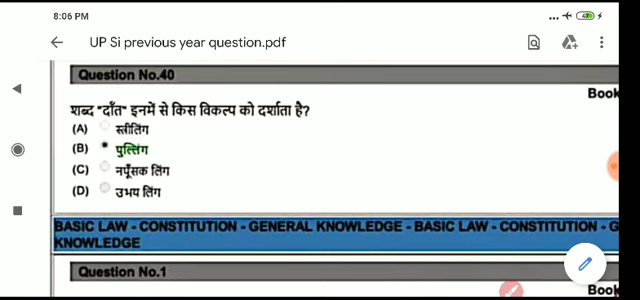 8:06 PM
47
UP Si previous year question.pdf
Question No.40
Book
शब्द "दाँत" इनमें से किस विकल्प को दर्शाता है?
(A) स्त्रीलिंग
(B) पुल्लिंग
(C) नपुँसक लिंग
(D) उभय लिंग
BASIC LAW - CONSTITUTION - GENERAL KNOWLEDGE - BASIC LAW - CONSTITUTION - G
KNOWLEDGE
Question No.1
Book